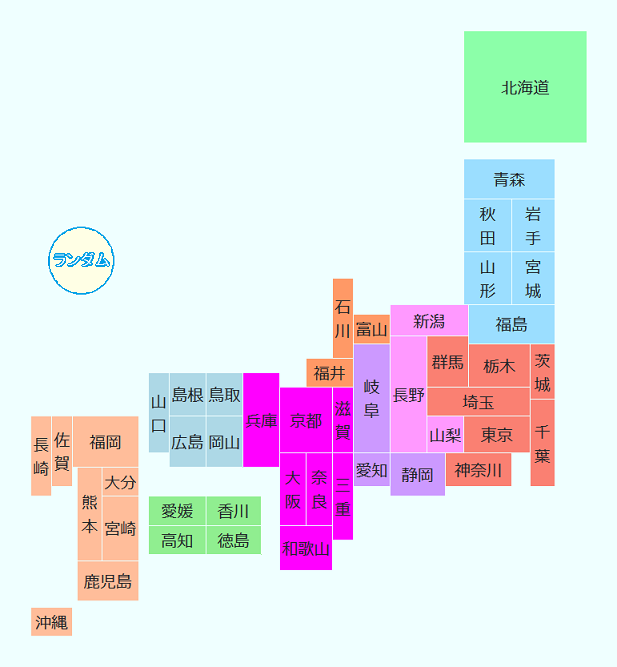 北海道
青森
秋田
岩手
山形
宮城
ランダム
石川
富山
新潟
福島
福井
岐阜
長野
群馬
栃木
茨城
山口
島根
鳥取
兵庫
京都
滋賀
埼玉
千葉
長崎
佐賀
福岡
広島
岡山
山梨
東京
熊本
大分
大阪
奈良
三重
愛知
静岡
神奈川
宮崎
愛媛
香川
高知
徳島
和歌山
鹿児島
沖縄